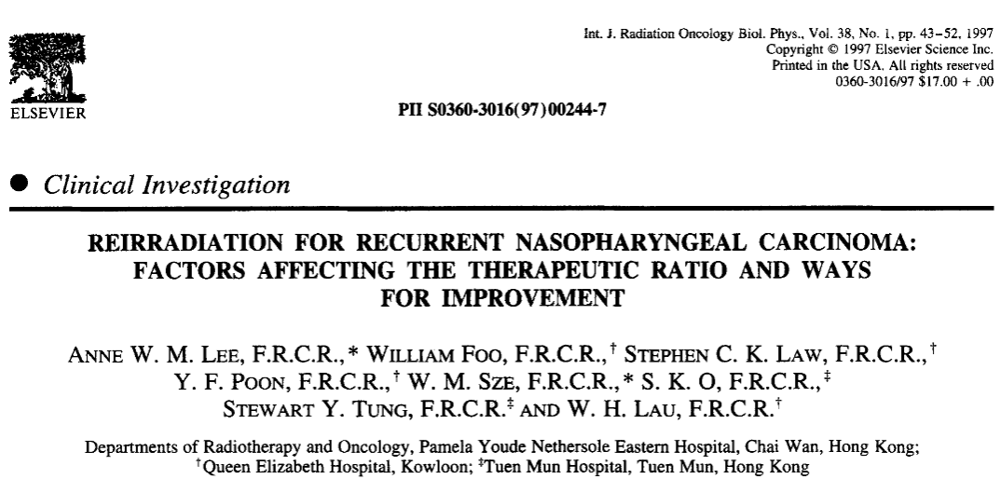 Int. J. Radiation Oncology Biol. Phys., Vol. 38, No. 1, pp. 43–52, 1997
Copyright © 1997 Elsevier Science Inc.
Printed in the USA. All rights reserved
0360-3016/97 $17.00 + .00
ELSEVIER
PII S0360-3016(97)00244-7
● Clinical Investigation
REIRRADIATION FOR RECURRENT NASOPHARYNGEAL CARCINOMA:
FACTORS AFFECTING THE THERAPEUTIC RATIO AND WAYS
FOR IMPROVEMENT
ANNE W. M. LEE, F.R.C.R.,* WILLIAM FOO, F.R.C.R.,† STEPHEN C. K. LAW, F.R.C.R.,†
Y. F. POON, F.R.C.R.,† W. M. SZE, F.R.C.R.,* S. K. O, F.R.C.R.,‡
STEWART Y. TUNG, F.R.C.R.‡ AND W. H. LAU, F.R.C.R.†
Departments of Radiotherapy and Oncology, Pamela Youde Nethersole Eastern Hospital, Chai Wan, Hong Kong;
†Queen Elizabeth Hospital, Kowloon; ‡Tuen Mun Hospital, Tuen Mun, Hong Kong